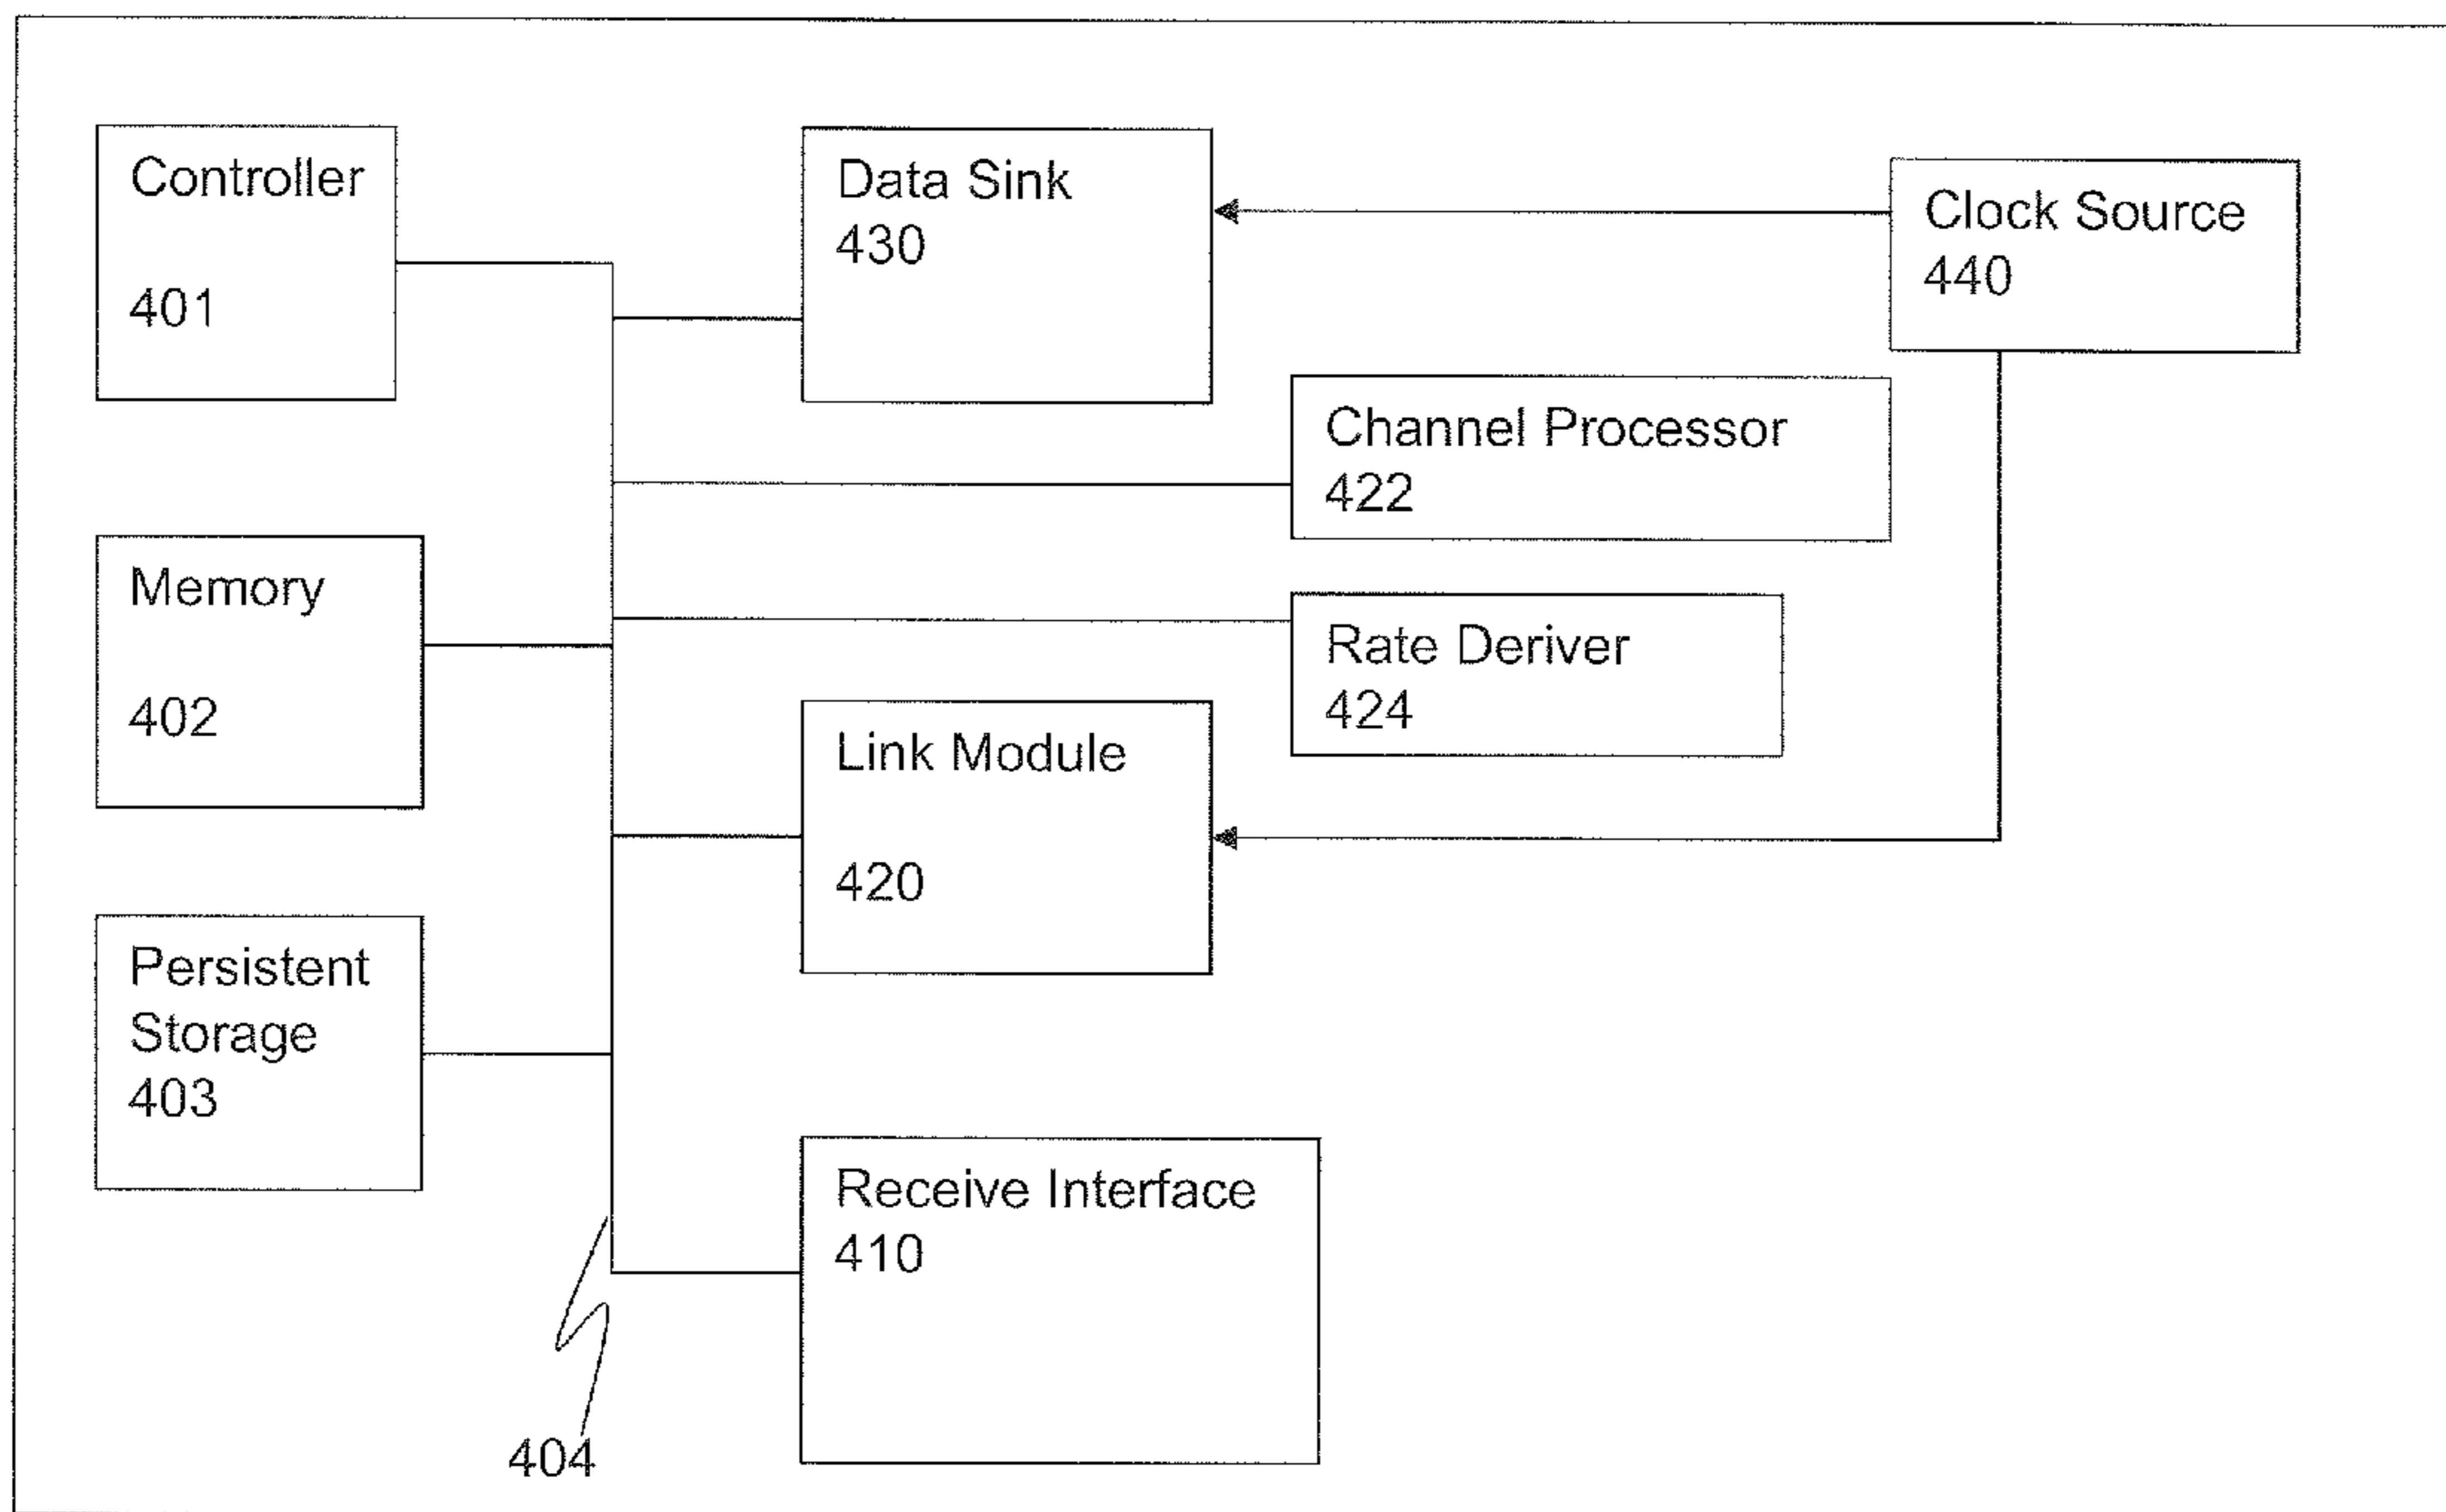 Controller
401
Data Sink
430
Clock Source
440
Channel Processor
422
Memory
402
Rate Deriver
424
Link Module
420
Persistent
Storage
403
Receive Interface
410
404